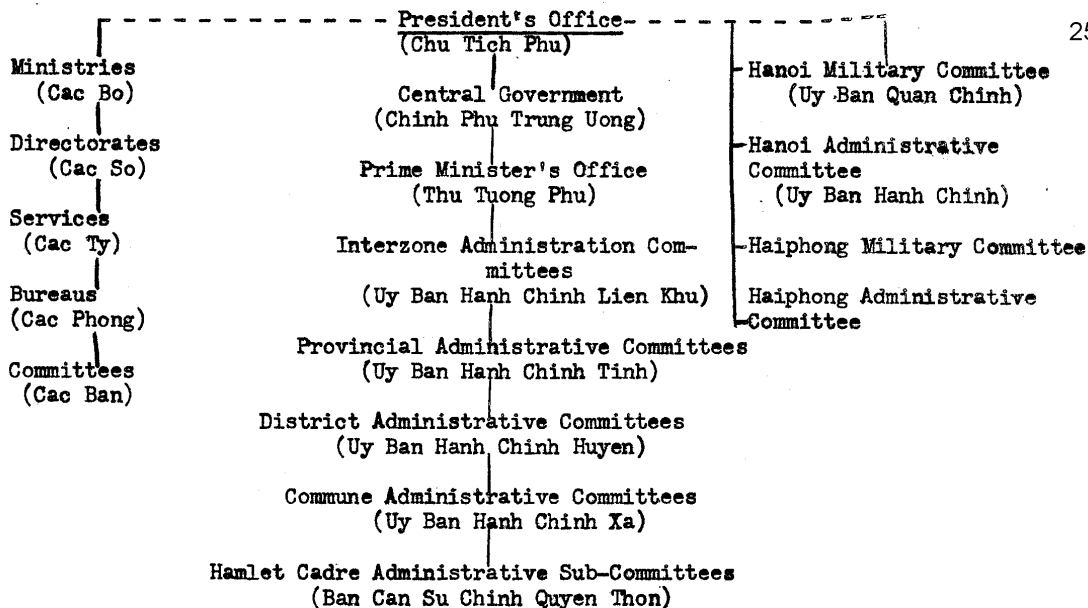 President's Office
(Chu Tich Phu)
25
Ministries
(Cac Bo)
Directorates
(Cac So)
Services
(Cac Ty)
Bureaus
(Cac Phong)
Committees
(Cac Ban)
Central Government
(Chinh Phu Trung Uong)
Prime Minister's Office
(Thu Tuong Phu)
Interzone Administration Com-
mittees
(Uy Ban Hanh Chinh Lien Khu)
Provincial Administrative Committees
(Uy Ban Hanh Chinh Tinh)
District Administrative Committees
(Uy Ban Hanh Chinh Huyen)
Commune Administrative Committees
(Uy Ban Hanh Chinh Xa)
Hamlet Cadre Administrative Sub-Committees
(Ban Can Su Chinh Quyen Thon)
Hanoi Military Committee
(Uy Ban Quan Chinh)
Hanoi Administrative
Committee
(Uy Ban Hanh Chinh)
Haiphong Military Committee
Haiphong Administrative
Committee